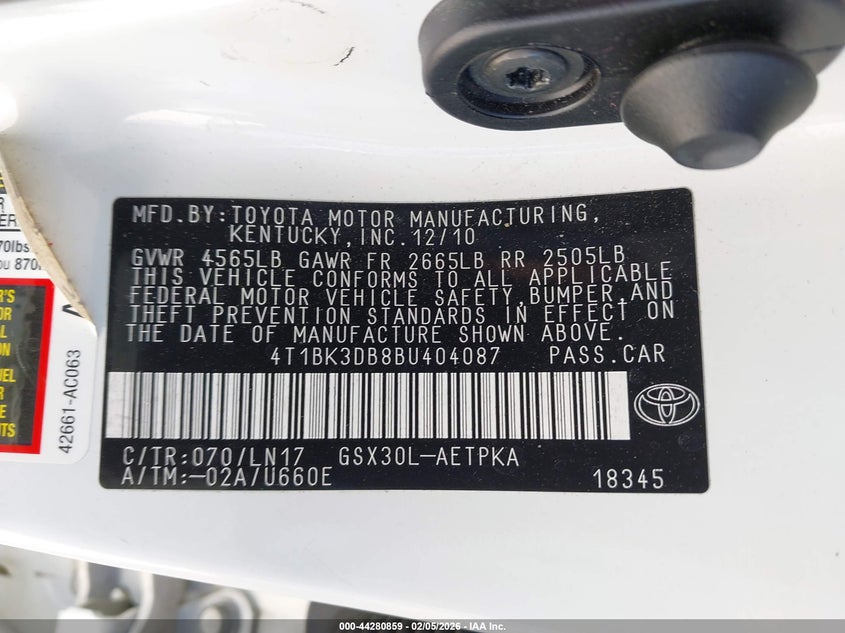 MFD.BY:TOYOTA MOTOR MANUFACTURING,
KENTUCKY,INC.12/10
GVWR 4565LB GAWR FR 2665LB RR 2505LB
THIS VEHICLE CONFORMS TO ALL APPLICABLE
FEDERAL MOTOR VEHICLE SAFETY,BUMPER,AND
THEFT PREVENTION STANDARDS IN EFFECT ON
THE DATE OF MANUFACTURE SHOWN ABOVE.
4T1BK3DB8BU404087 PASS.CAR
C/TR:070/LN17 GSX30L-AETPKA
A/TM:-02A/U660E 18345
42661-AC063
000-44280859 - 02/05/2026 - IAA Inc.